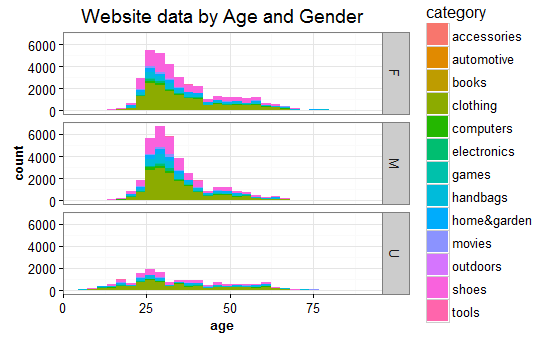 Website data by Age and Gender
category
accessories
automotive
books
clothing
computers
electronics
games
handbags
home&garden
movies
outdoors
shoes
tools
count
6000
4000
2000
0
F
6000
4000
2000
0
M
6000
4000
2000
0
U
0 25 50 75
age